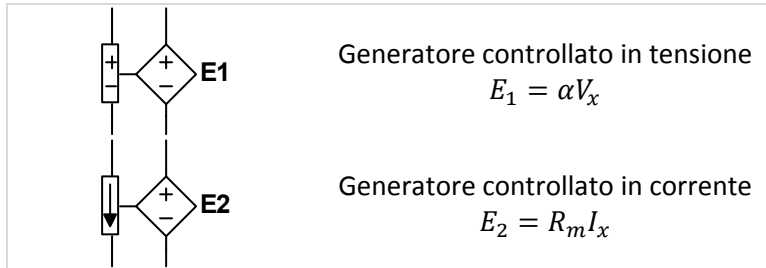 E1
Generatore controllato in tensione
𝐸₁ = 𝛼𝑉ₓ
E2
Generatore controllato in corrente
𝐸₂ = 𝑅ₘ𝐼ₓ